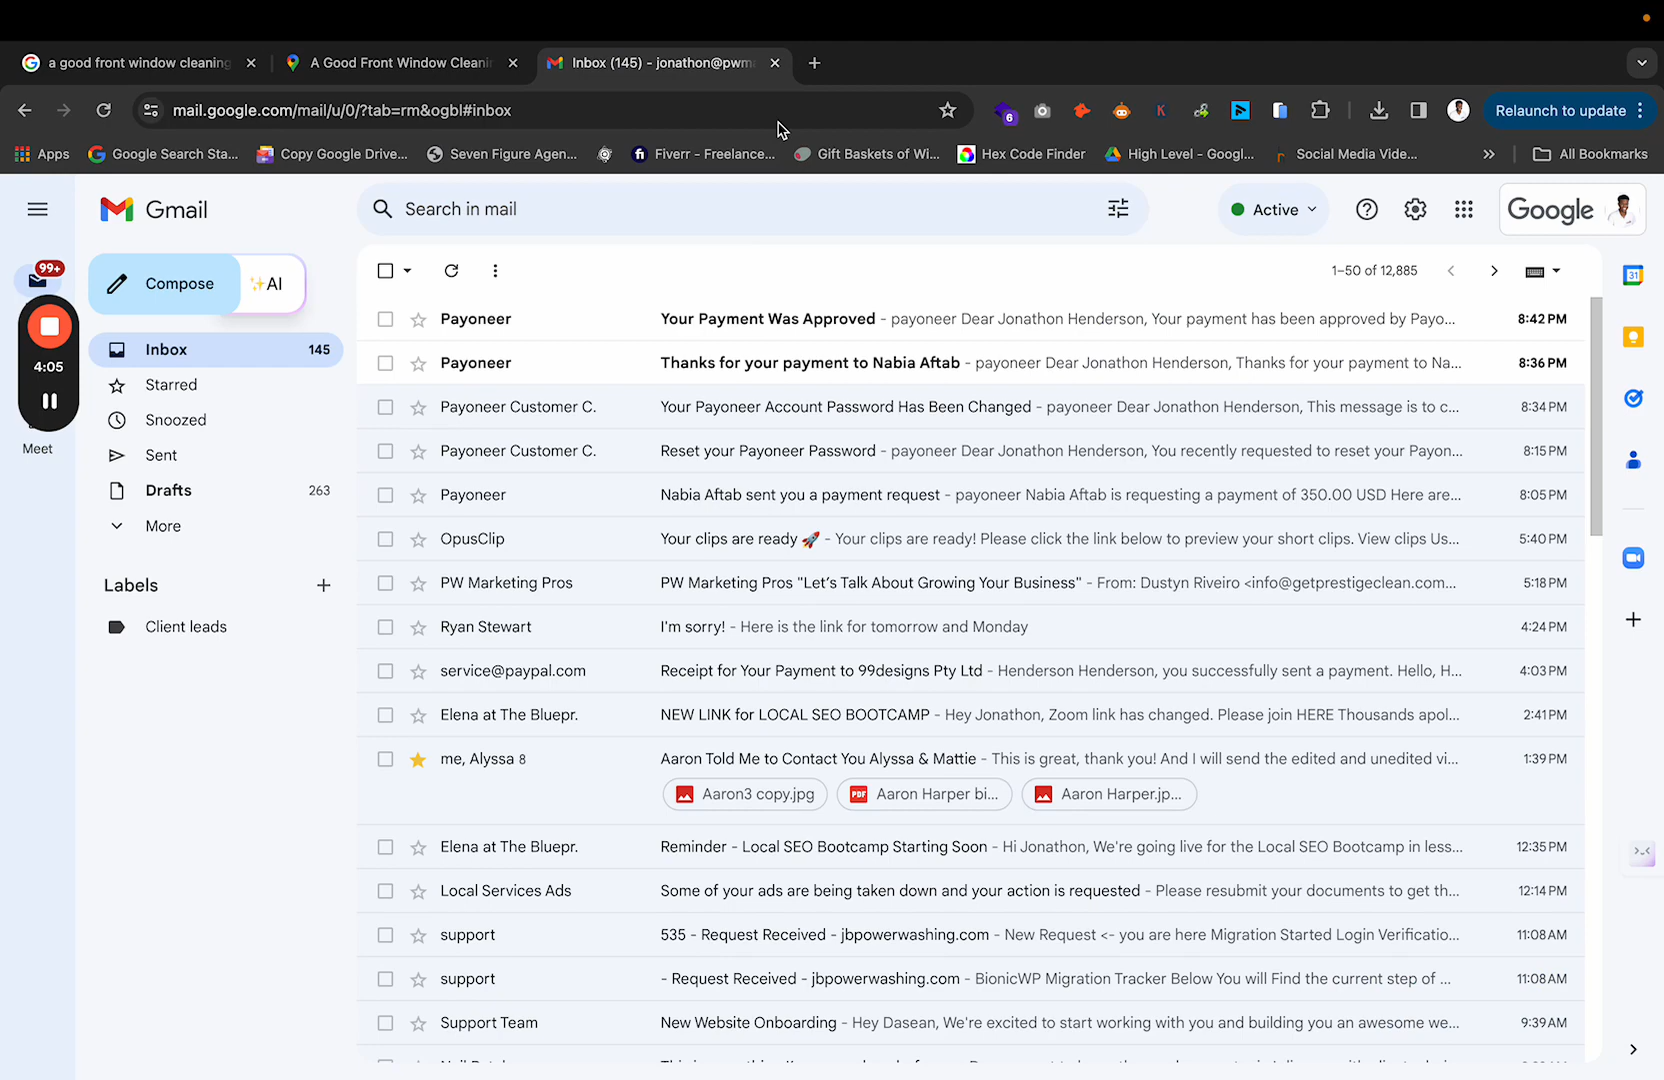 a good front window cleaning
A Good Front Window Cleani
Inbox (145) - jonathon@pwm
mail.google.com/mail/u/0/?tab=rm&ogbl#inbox
6
K
Relaunch to update
Apps
Google Search Sta...
Copy Google Drive...
Seven Figure Agen...
fi
Fiverr - Freelance...
Gift Baskets of Wi...
Hex Code Finder
High Level - Googl...
Social Media Vide...
All Bookmarks
Gmail
Search in mail
Active
Google
99+
Compose
AI
1–50 of 12,885
31
Payoneer Your Payment Was Approved - payoneer Dear Jonathon Henderson, Your payment has been approved by Payo... 8:42 PM
Inbox 145
4:05
Payoneer Thanks for your payment to Nabia Aftab - payoneer Dear Jonathon Henderson, Thanks for your payment to Na... 8:36 PM
Starred
Payoneer Customer C. Your Payoneer Account Password Has Been Changed - payoneer Dear Jonathon Henderson, This message is to c... 8:34 PM
Snoozed
Meet
Payoneer Customer C. Reset your Payoneer Password - payoneer Dear Jonathon Henderson, You recently requested to reset your Payon... 8:15 PM
Sent
Drafts 263
Payoneer Nabia Aftab sent you a payment request - payoneer Nabia Aftab is requesting a payment of 350.00 USD Here are... 8:05 PM
More
OpusClip Your clips are ready 🚀 - Your clips are ready! Please click the link below to preview your short clips. View clips Us... 5:40 PM
Labels
PW Marketing Pros PW Marketing Pros "Let's Talk About Growing Your Business" - From: Dustyn Riveiro <info@getprestigeclean.com... 5:18 PM
Client leads
Ryan Stewart I'm sorry! - Here is the link for tomorrow and Monday 4:24 PM
service@paypal.com Receipt for Your Payment to 99designs Pty Ltd - Henderson Henderson, you successfully sent a payment. Hello, H... 4:03 PM
Elena at The Bluepr. NEW LINK for LOCAL SEO BOOTCAMP - Hey Jonathon, Zoom link has changed. Please join HERE Thousands apol... 2:41 PM
me, Alyssa 8 Aaron Told Me to Contact You Alyssa & Mattie - This is great, thank you! And I will send the edited and unedited vi... 1:39 PM
Aaron3 copy.jpg
PDF Aaron Harper bi...
Aaron Harper.jp...
Elena at The Bluepr. Reminder - Local SEO Bootcamp Starting Soon - Hi Jonathon, We're going live for the Local SEO Bootcamp in less... 12:35 PM
Local Services Ads Some of your ads are being taken down and your action is requested - Please resubmit your documents to get th... 12:14 PM
support 535 - Request Received - jbpowerwashing.com - New Request <- you are here Migration Started Login Verificatio... 11:08 AM
support - Request Received - jbpowerwashing.com - BionicWP Migration Tracker Below You will Find the current step of ... 11:08 AM
Support Team New Website Onboarding - Hey Dasean, We're excited to start working with you and building you an awesome we... 9:39 AM